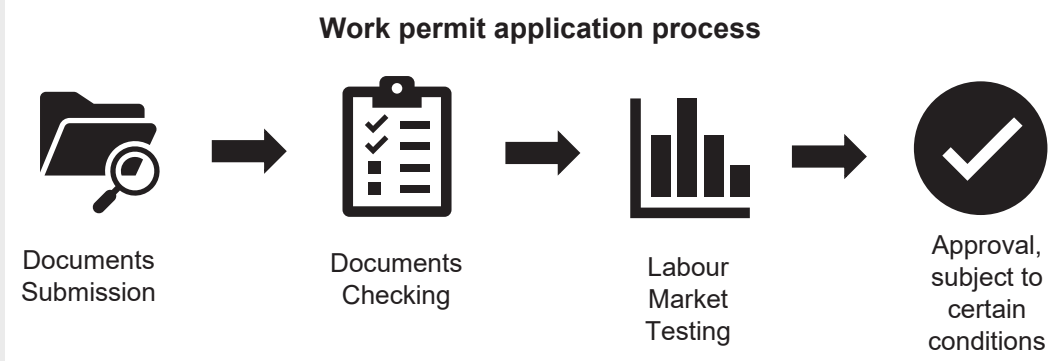 Work permit application process
Documents
Submission
Documents
Checking
Labour
Market
Testing
Approval,
subject to
certain
conditions